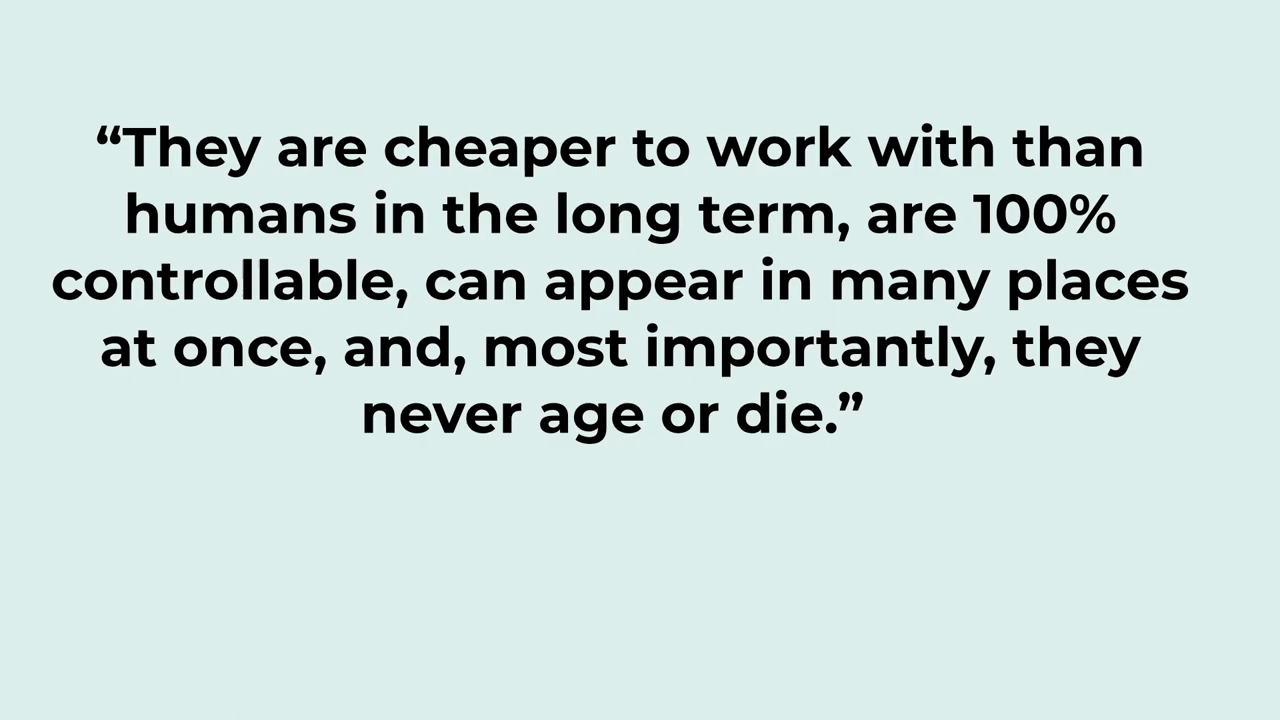 “They are cheaper to work with than
humans in the long term, are 100%
controllable, can appear in many places
at once, and, most importantly, they
never age or die.”